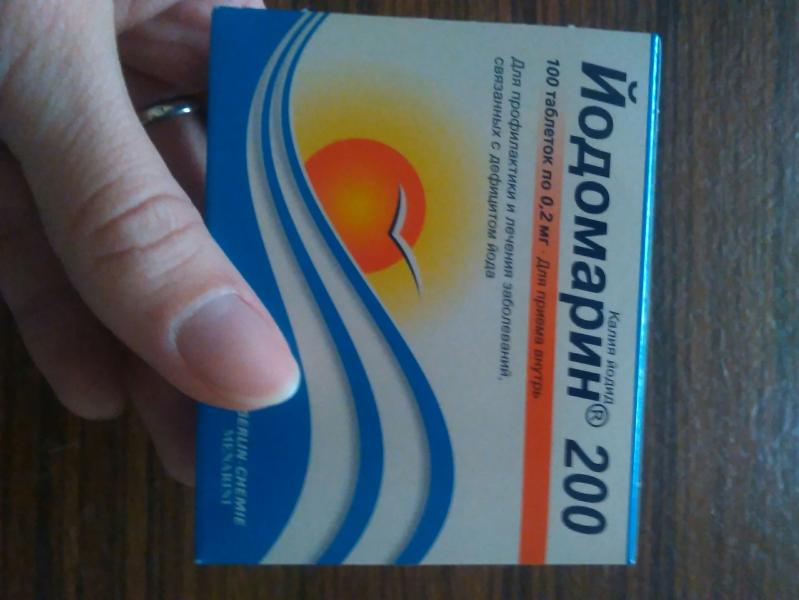 Калия йодид
Йодомарин® 200
100 таблеток по 0,2 мг · Для приема внутрь
Для профилактики и лечения заболеваний,
связанных с дефицитом йода
BERLIN CHEMIE
MENARINI